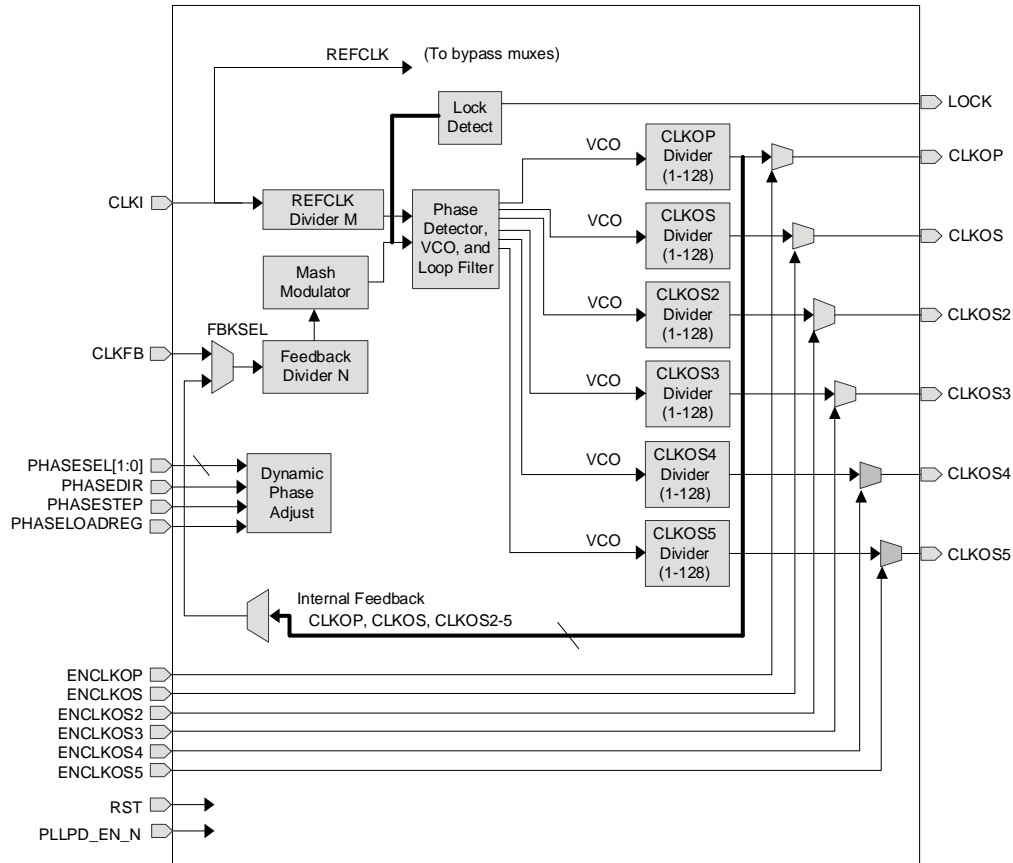 REFCLK (To bypass muxes)
Lock
Detect
LOCK
VCO
CLKOP
Divider
(1-128)
CLKOP
CLKI
REFCLK
Divider M
Phase
Detector,
VCO, and
Loop Filter
VCO
CLKOS
Divider
(1-128)
CLKOS
Mash
Modulator
VCO
CLKOS2
Divider
(1-128)
CLKOS2
FBKSEL
CLKFB
Feedback
Divider N
VCO
CLKOS3
Divider
(1-128)
CLKOS3
PHASESEL[1:0]
PHASEDIR
PHASESTEP
PHASELOADREG
Dynamic
Phase
Adjust
VCO
CLKOS4
Divider
(1-128)
CLKOS4
VCO
CLKOS5
Divider
(1-128)
CLKOS5
Internal Feedback
CLKOP, CLKOS, CLKOS2-5
ENCLKOP
ENCLKOS
ENCLKOS2
ENCLKOS3
ENCLKOS4
ENCLKOS5
RST
PLLPD_EN_N